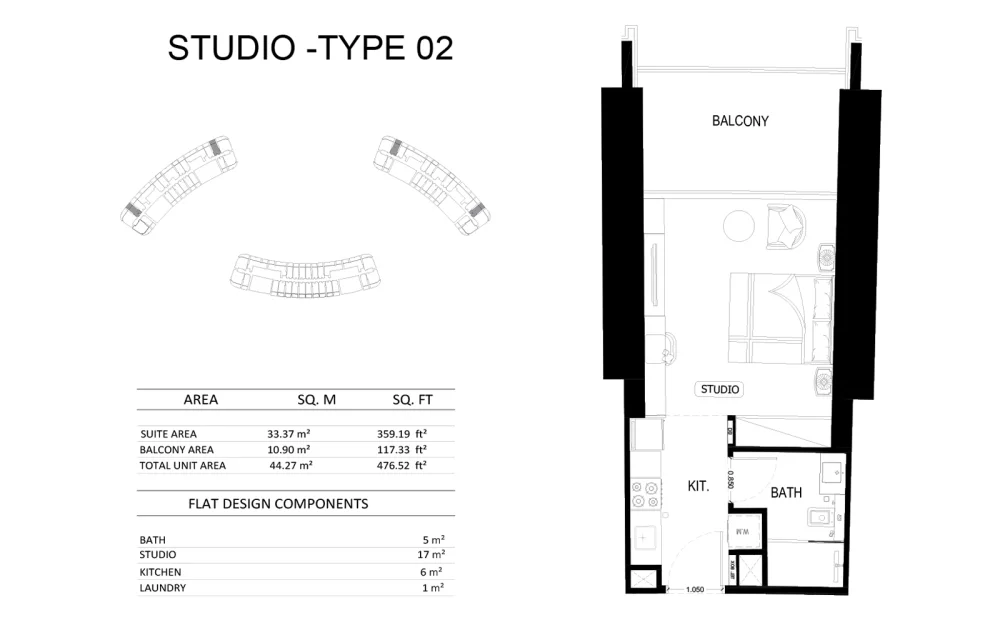 STUDIO -TYPE 02
AREA SQ. M SQ. FT
SUITE AREA 33.37 m² 359.19 ft²
BALCONY AREA 10.90 m² 117.33 ft²
TOTAL UNIT AREA 44.27 m² 476.52 ft²
FLAT DESIGN COMPONENTS
BATH 5 m²
STUDIO 17 m²
KITCHEN 6 m²
LAUNDRY 1 m²
BALCONY
STUDIO
DB
KIT.
0.850
BATH
W.M
1.050